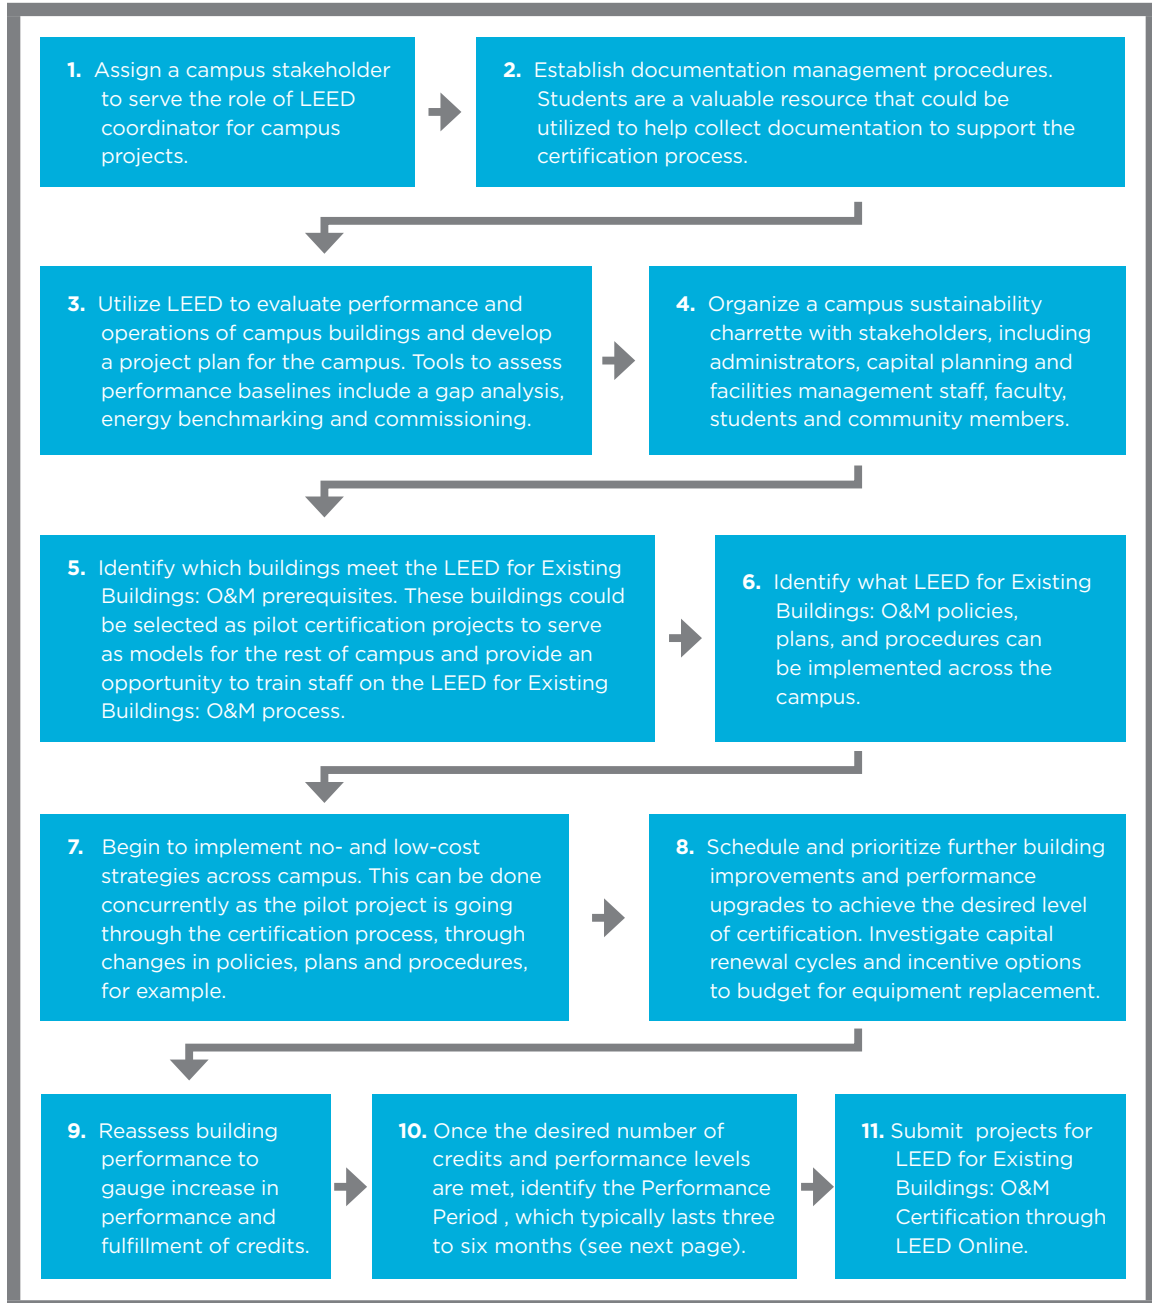 1. Assign a campus stakeholder
to serve the role of LEED
coordinator for campus
projects.
2. Establish documentation management procedures.
Students are a valuable resource that could be
utilized to help collect documentation to support the
certification process.
3. Utilize LEED to evaluate performance and
operations of campus buildings and develop
a project plan for the campus. Tools to assess
performance baselines include a gap analysis,
energy benchmarking and commissioning.
4. Organize a campus sustainability
charrette with stakeholders, including
administrators, capital planning and
facilities management staff, faculty,
students and community members.
5. Identify which buildings meet the LEED for Existing
Buildings: O&M prerequisites. These buildings could
be selected as pilot certification projects to serve
as models for the rest of campus and provide an
opportunity to train staff on the LEED for Existing
Buildings: O&M process.
6. Identify what LEED for Existing
Buildings: O&M policies,
plans, and procedures can
be implemented across the
campus.
7. Begin to implement no- and low-cost
strategies across campus. This can be done
concurrently as the pilot project is going
through the certification process, through
changes in policies, plans and procedures,
for example.
8. Schedule and prioritize further building
improvements and performance
upgrades to achieve the desired level
of certification. Investigate capital
renewal cycles and incentive options
to budget for equipment replacement.
9. Reassess building
performance to
gauge increase in
performance and
fulfillment of credits.
10. Once the desired number of
credits and performance levels
are met, identify the Performance
Period , which typically lasts three
to six months (see next page).
11. Submit projects for
LEED for Existing
Buildings: O&M
Certification through
LEED Online.